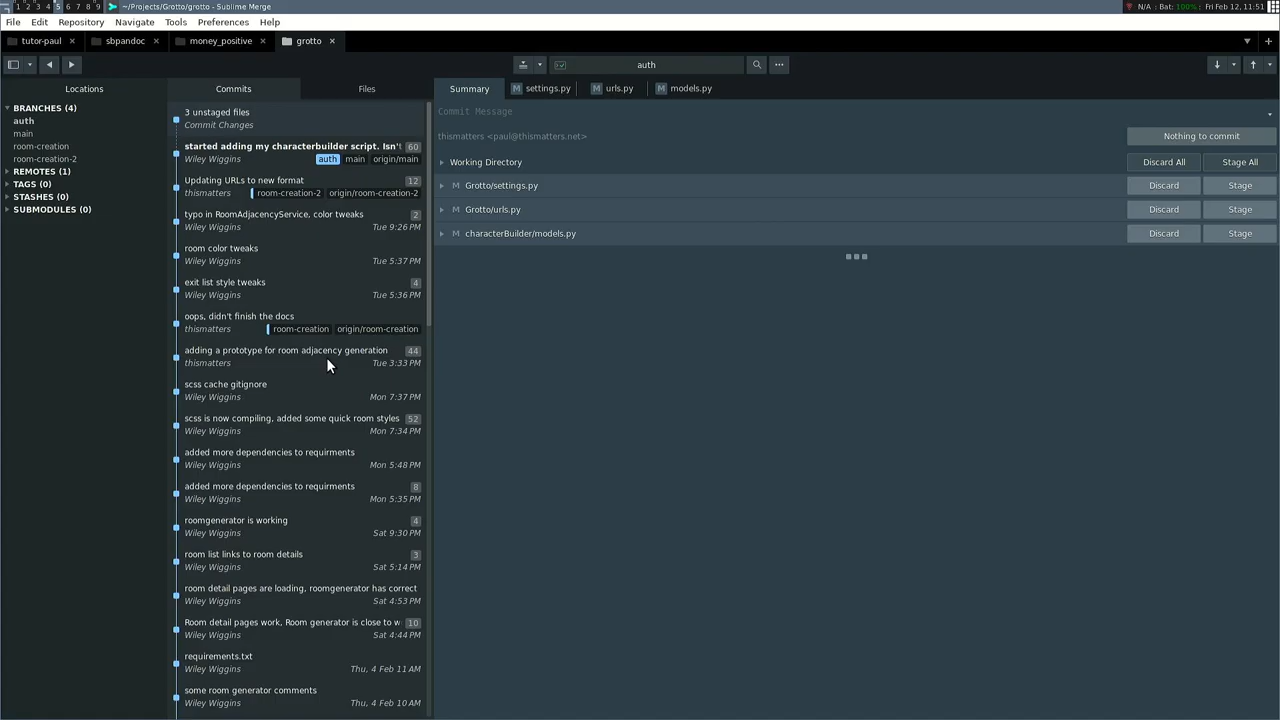 1 2 3 4 5 6 7 8 9 ~/Projects/Grotto/grotto - Sublime Merge N/A : Bat: 100% : Fri Feb 12, 11:51
File Edit Repository Navigate Tools Preferences Help
tutor-paul sbpandoc money_positive grotto
auth
Locations Commits Files Summary settings.py urls.py models.py
BRANCHES (4)
auth
main
room-creation
room-creation-2
REMOTES (1)
TAGS (0)
STASHES (0)
SUBMODULES (0)
3 unstaged files
Commit Changes
started adding my characterbuilder script. Isn't 60
Wiley Wiggins auth main origin/main
Updating URLs to new format 12
thismatters room-creation-2 origin/room-creation-2
typo in RoomAdjacencyService, color tweaks 2
Wiley Wiggins Tue 9:26 PM
room color tweaks
Wiley Wiggins Tue 5:37 PM
exit list style tweaks 4
Wiley Wiggins Tue 5:36 PM
oops, didn't finish the docs
thismatters room-creation origin/room-creation
adding a prototype for room adjacency generation 44
thismatters Tue 3:33 PM
scss cache gitignore
Wiley Wiggins Mon 7:37 PM
scss is now compiling, added some quick room styles 52
Wiley Wiggins Mon 7:34 PM
added more dependencies to requirments
Wiley Wiggins Mon 5:48 PM
added more dependencies to requirments 8
Wiley Wiggins Mon 5:35 PM
roomgenerator is working 4
Wiley Wiggins Sat 9:30 PM
room list links to room details 3
Wiley Wiggins Sat 5:14 PM
room detail pages are loading, roomgenerator has correct
Wiley Wiggins Sat 4:53 PM
Room detail pages work, Room generator is close to w 10
Wiley Wiggins Sat 4:44 PM
requirements.txt
Wiley Wiggins Thu, 4 Feb 11 AM
some room generator comments
Wiley Wiggins Thu, 4 Feb 10 AM
Commit Message
thismatters <paul@thismatters.net> Nothing to commit
Working Directory Discard All Stage All
M Grotto/settings.py Discard Stage
M Grotto/urls.py Discard Stage
M characterBuilder/models.py Discard Stage